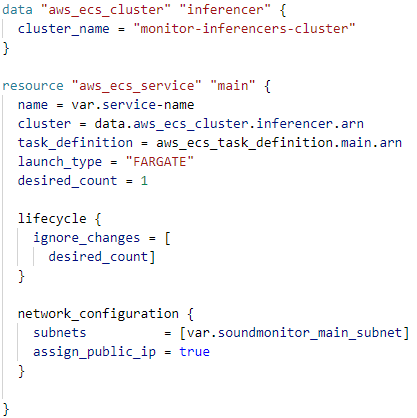 data "aws_ecs_cluster" "inferencer" {
  cluster_name = "monitor-inferencers-cluster"
}

resource "aws_ecs_service" "main" {
  name = var.service-name
  cluster = data.aws_ecs_cluster.inferencer.arn
  task_definition = aws_ecs_task_definition.main.arn
  launch_type = "FARGATE"
  desired_count = 1

  lifecycle {
    ignore_changes = [
      desired_count]
  }

  network_configuration {
    subnets          = [var.soundmonitor_main_subnet]
    assign_public_ip = true
  }

}